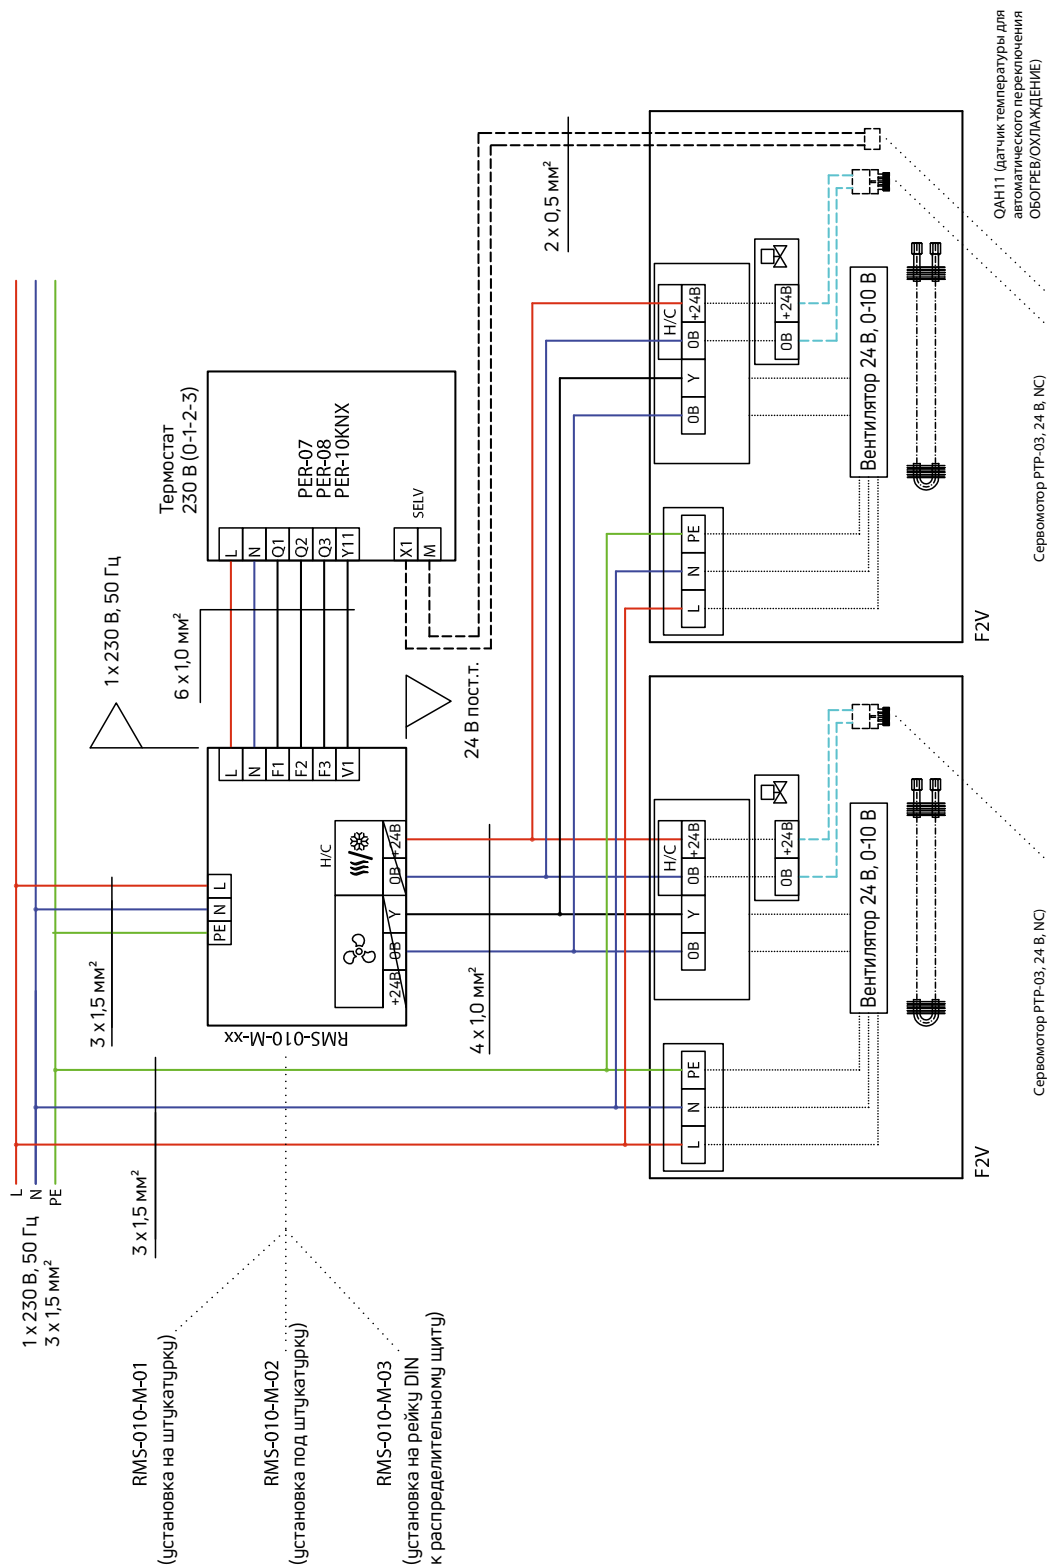 L
N
PE
1 x 230 В, 50 Гц
3 x 1,5 мм²
3 x 1,5 мм²
RMS-010-M-01
(установка на штукатурку)
RMS-010-M-02
(установка под штукатурку)
RMS-010-M-03
(установка на рейку DIN
к распределительному щиту)
3 x 1,5 мм²
PE
N
L
RMS-010-M-xx
H/C
+24В
0В
Y
0В
+24В
L
N
F1
F2
F3
V1
1 x 230 В, 50 Гц
6 x 1,0 мм²
24 В пост.т.
4 x 1,0 мм²
Термостат
230 В (0-1-2-3)
PER-07
PER-08
PER-10KNX
L
N
Q1
Q2
Q3
Y11
X1
M
SELV
2 x 0,5 мм²
L
N
PE
0В
Y
0В
+24В
H/C
0В
+24В
Вентилятор 24 В, 0-10 В
F2V
Сервомотор PTP-03, 24 В, NC)
L
N
PE
0В
Y
0В
+24В
H/C
0В
+24В
Вентилятор 24 В, 0-10 В
F2V
Сервомотор PTP-03, 24 В, NC)
QAH11 (датчик температуры для
автоматического переключения
ОБОГРЕВ/ОХЛАЖДЕНИЕ)